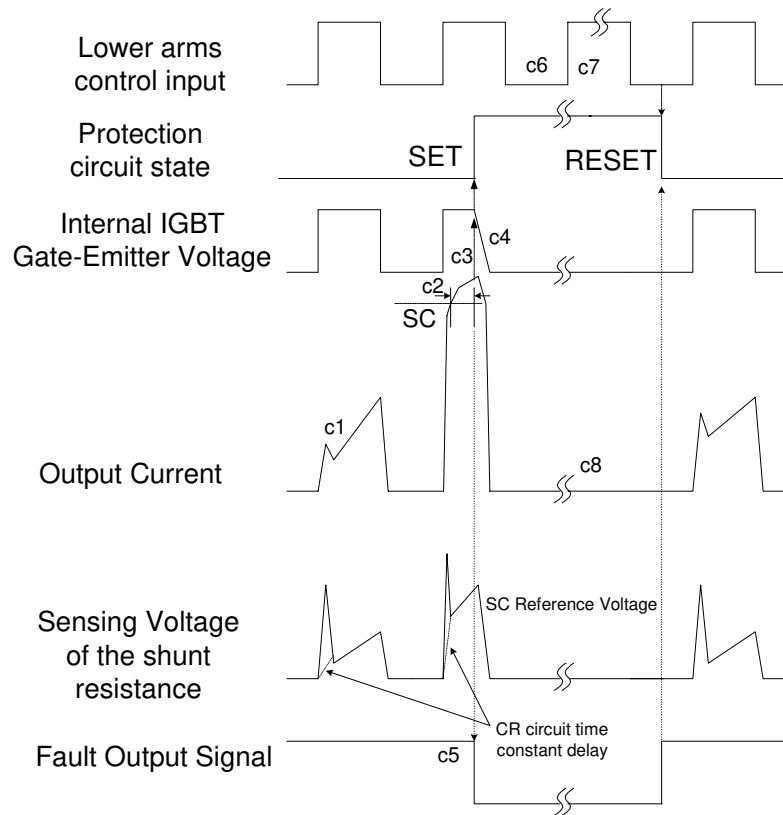 Lower arms
control input
c6
c7
Protection
circuit state
SET
RESET
Internal IGBT
Gate-Emitter Voltage
c3
c4
c2
SC
c1
Output Current
c8
Sensing Voltage
of the shunt
resistance
SC Reference Voltage
CR circuit time
constant delay
Fault Output Signal
c5